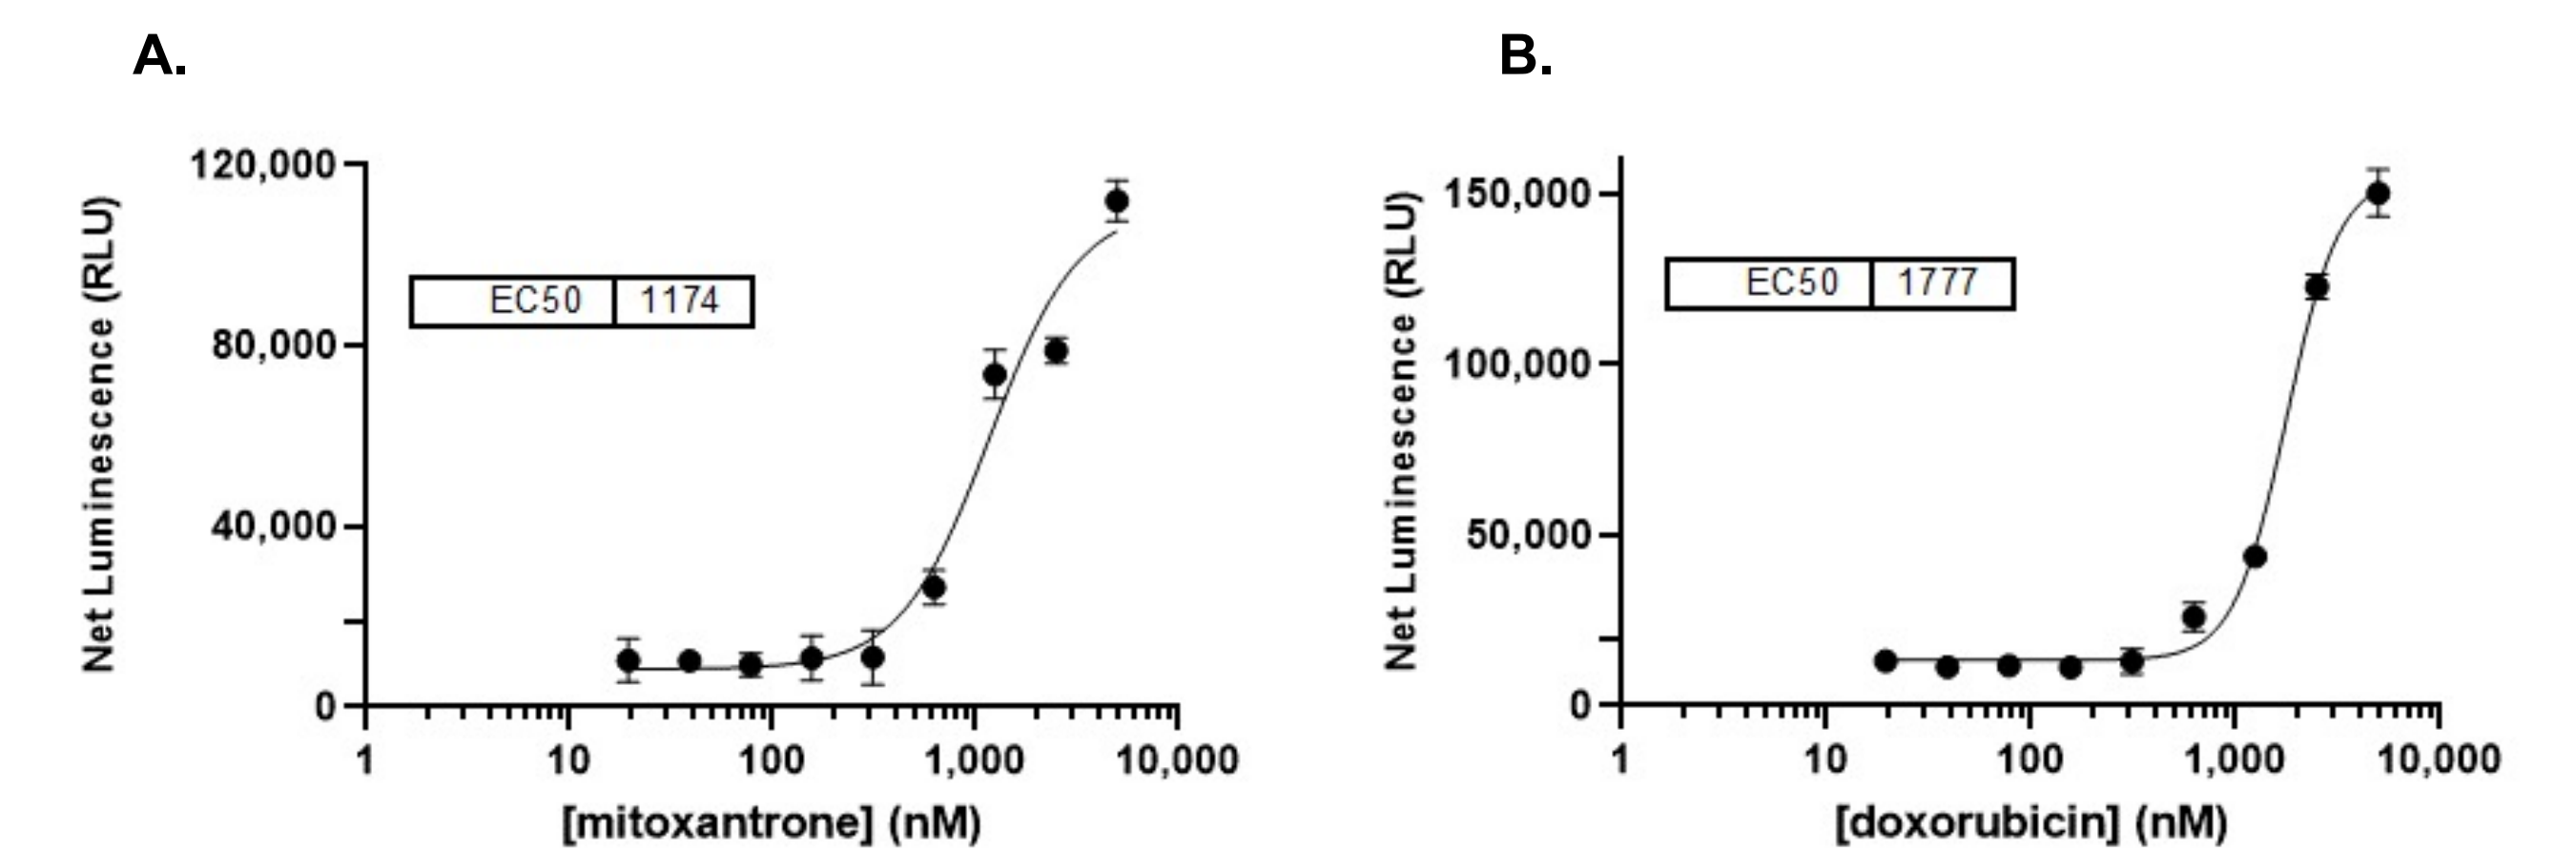 A.
Net Luminescence (RLU)
120,000
80,000
40,000
0
EC50 1174
1 10 100 1,000 10,000
[mitoxantrone] (nM)
B.
Net Luminescence (RLU)
150,000
100,000
50,000
0
EC50 1777
1 10 100 1,000 10,000
[doxorubicin] (nM)